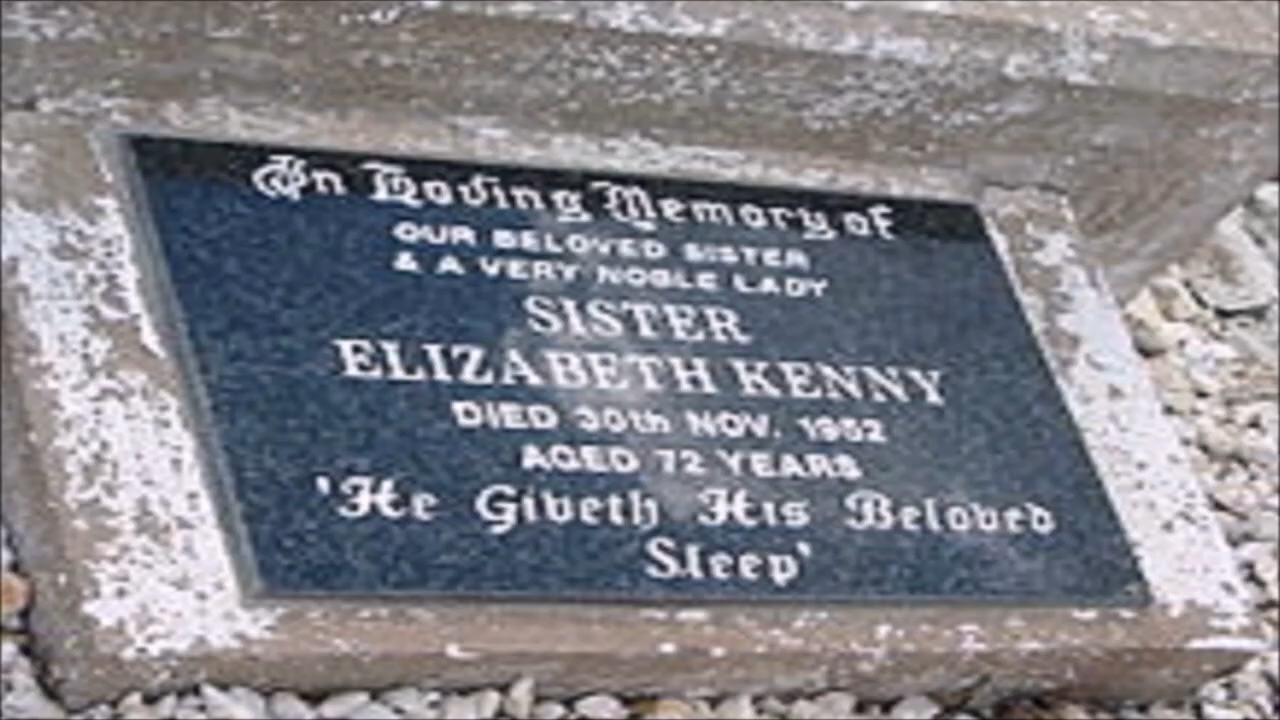 In Loving Memory of
OUR BELOVED SISTER
& A VERY NOBLE LADY
SISTER
ELIZABETH KENNY
DIED 30th NOV. 1952
AGED 72 YEARS
'He Giveth His Beloved
Sleep'